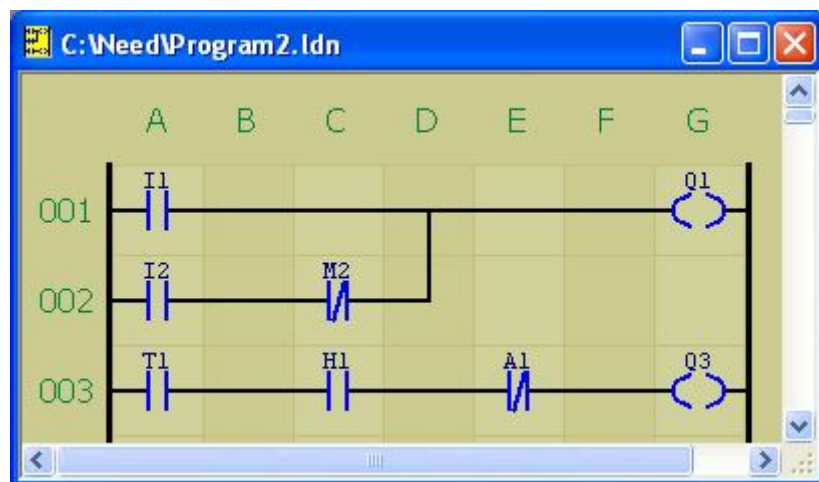 C:\Need\Program2.ldn
A B C D E F G
I1 Q1
001
I2 M2
002
T1 H1 A1 Q3
003